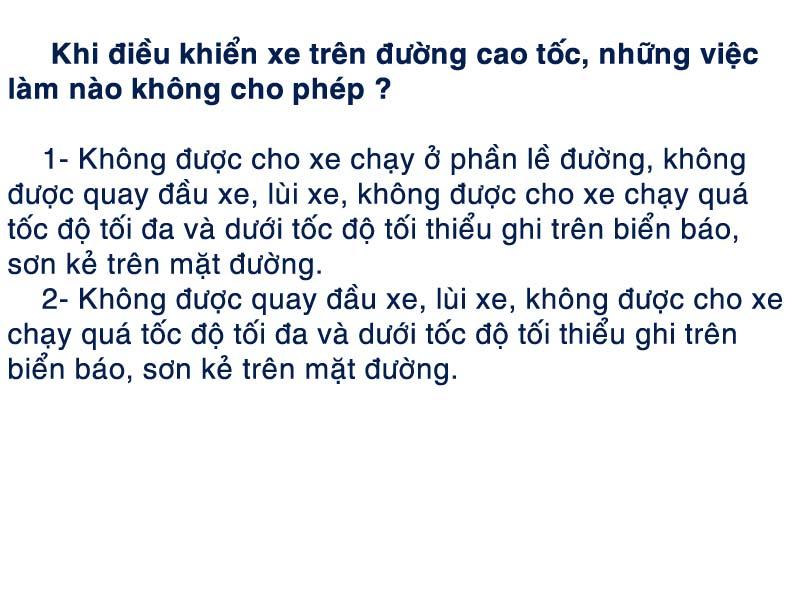 Khi điều khiển xe trên đường cao tốc, những việc
làm nào không cho phép ?
1- Không được cho xe chạy ở phần lề đường, không
được quay đầu xe, lùi xe, không được cho xe chạy quá
tốc độ tối đa và dưới tốc độ tối thiểu ghi trên biển báo,
sơn kẻ trên mặt đường.
2- Không được quay đầu xe, lùi xe, không được cho xe
chạy quá tốc độ tối đa và dưới tốc độ tối thiểu ghi trên
biển báo, sơn kẻ trên mặt đường.